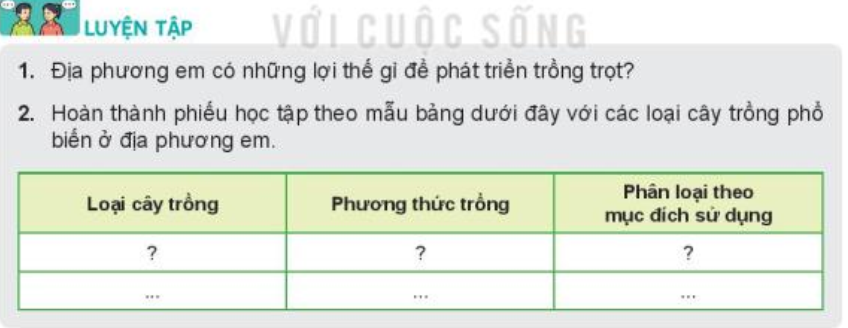 LUYỆN TẬP
VỚI CUỘC SỐNG
1. Địa phương em có những lợi thế gì để phát triển trồng trọt?
2. Hoàn thành phiếu học tập theo mẫu bảng dưới đây với các loại cây trồng phổ
biến ở địa phương em.
Loại cây trồng
Phương thức trồng
Phân loại theo
mục đích sử dụng
? ? ?
... ... ...